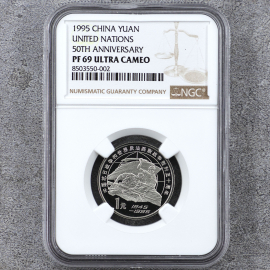 1995 CHINA YUAN
UNITED NATIONS
50TH ANNIVERSARY
PF 69 ULTRA CAMEO
8503550-002
NUMISMATIC GUARANTY COMPANY
NGC
1元
1945
-1995